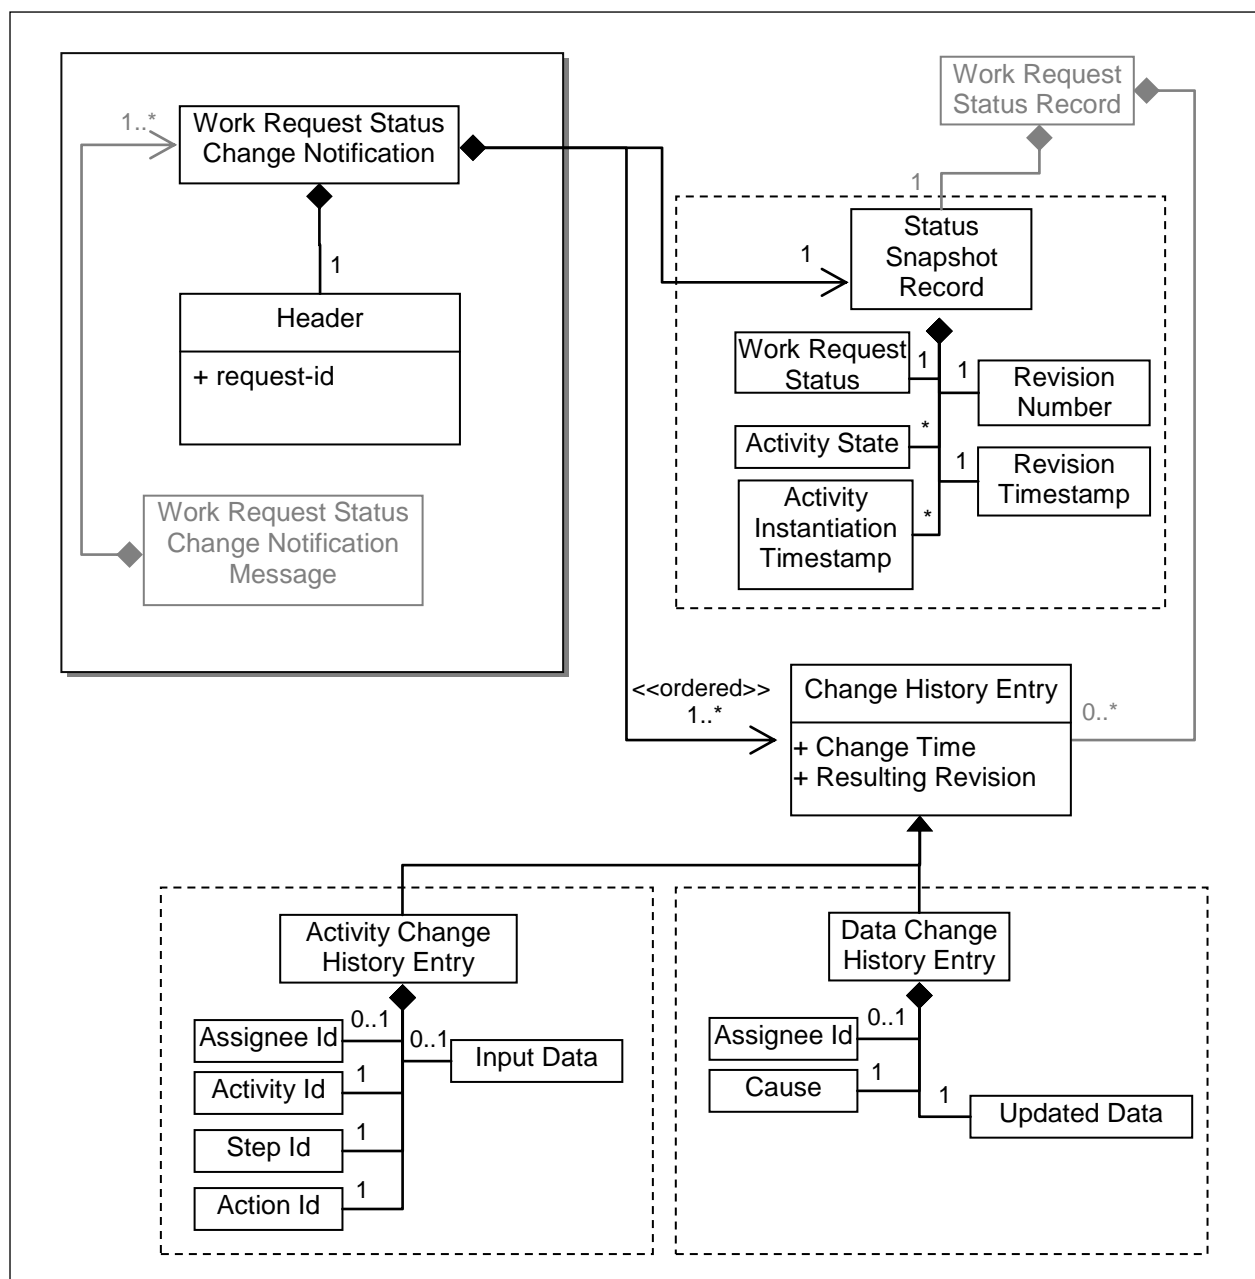 Work Request
Status Record
1..*
Work Request Status
Change Notification
1
Status
Snapshot
Record
1
1
Header
+ request-id
Work Request
Status
1
1
Revision
Number
Activity State
*
1
Revision
Timestamp
Activity
Instantiation
Timestamp
*
Work Request Status
Change Notification
Message
<<ordered>>
1..*
Change History Entry
+ Change Time
+ Resulting Revision
0..*
Activity Change
History Entry
Assignee Id
0..1
0..1
Input Data
Activity Id
1
Step Id
1
Action Id
1
Data Change
History Entry
Assignee Id
0..1
Cause
1
1
Updated Data